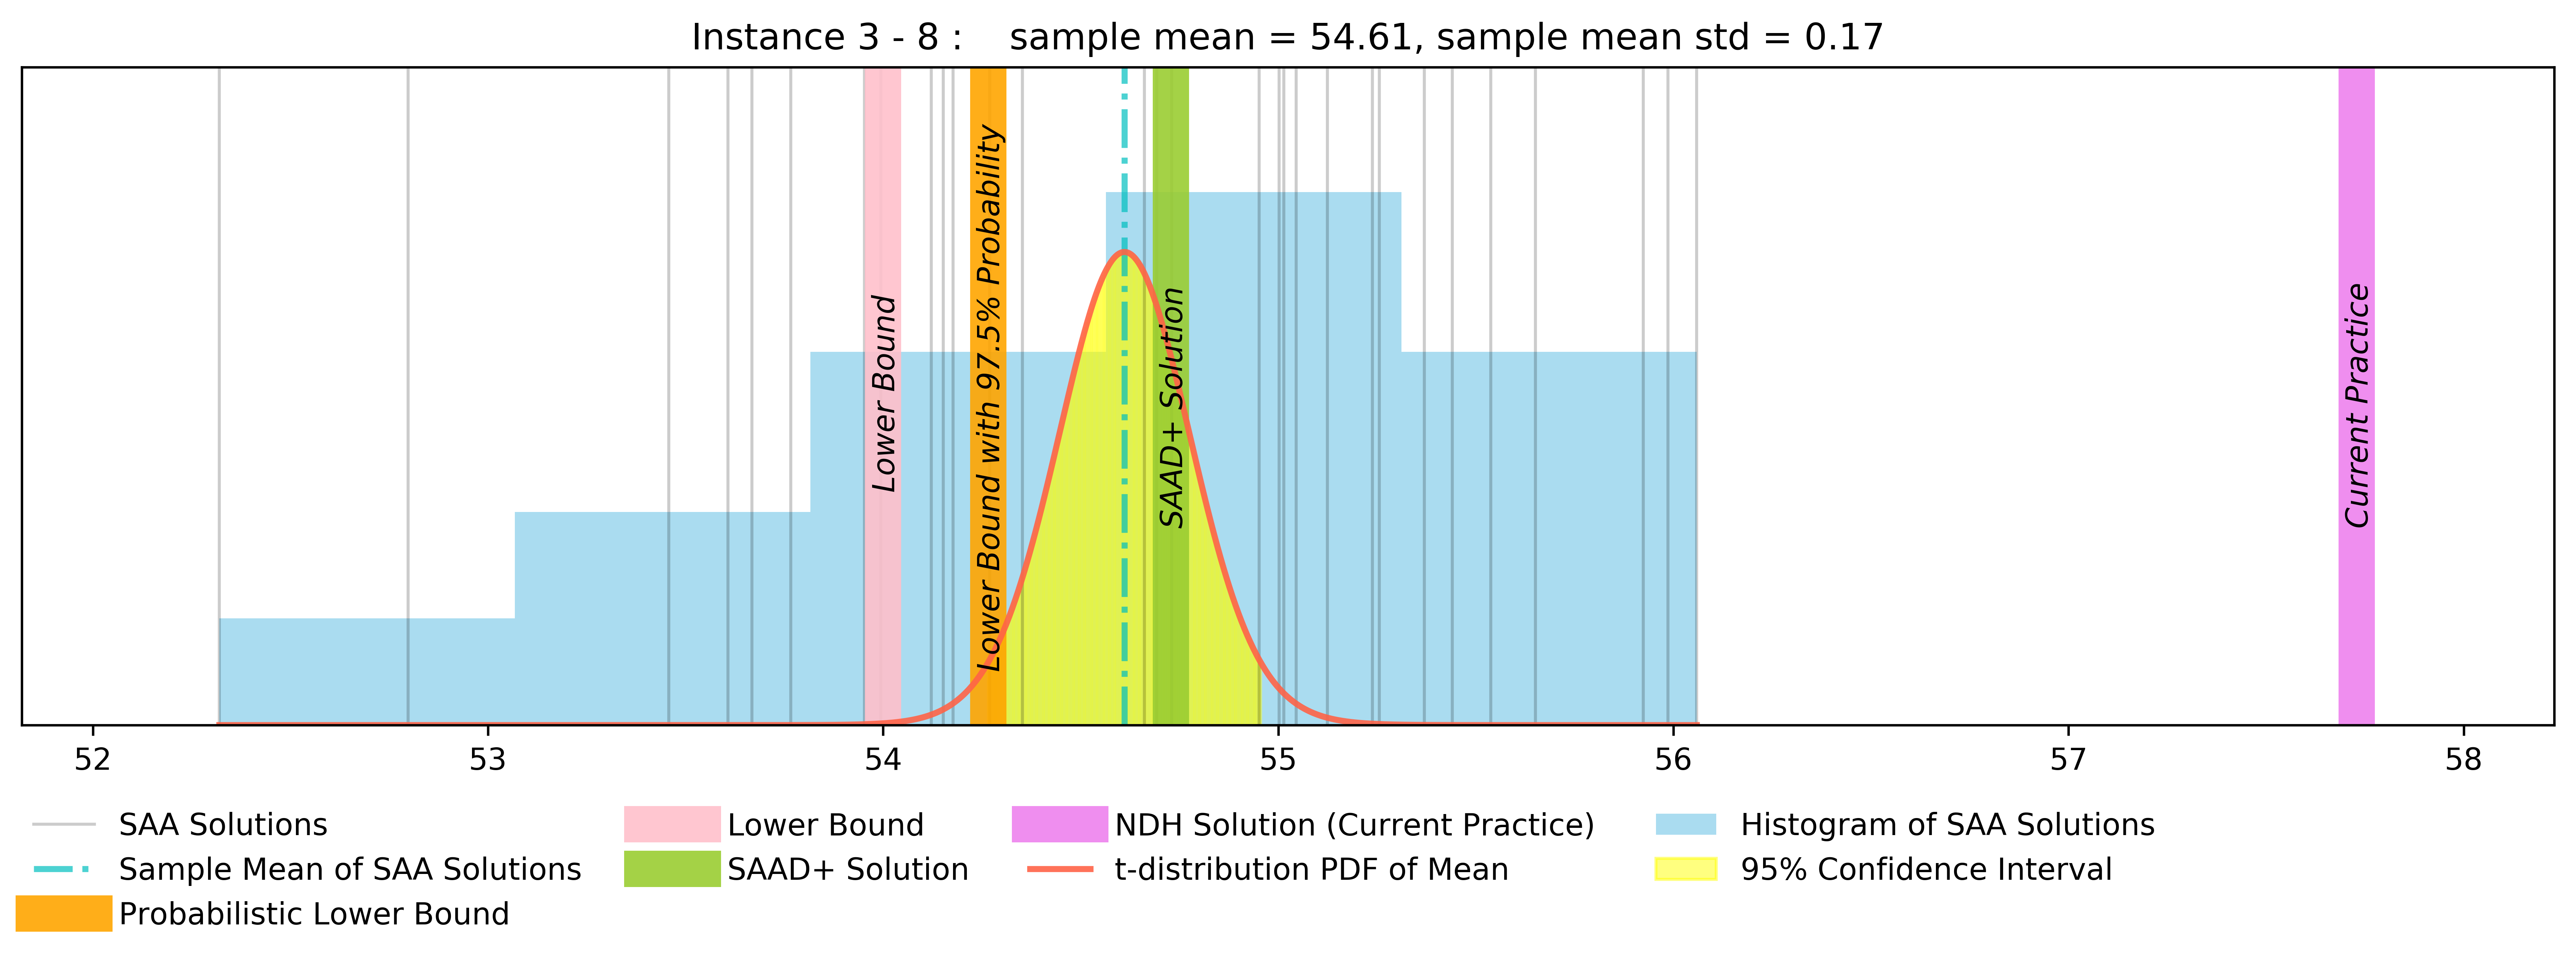 Instance 3 - 8 :    sample mean = 54.61, sample mean std = 0.17
Lower Bound
Lower Bound with 97.5% Probability
SAAD+ Solution
Current Practice
52 53 54 55 56 57 58
SAA Solutions
Sample Mean of SAA Solutions
Probabilistic Lower Bound
Lower Bound
SAAD+ Solution
NDH Solution (Current Practice)
t-distribution PDF of Mean
Histogram of SAA Solutions
95% Confidence Interval